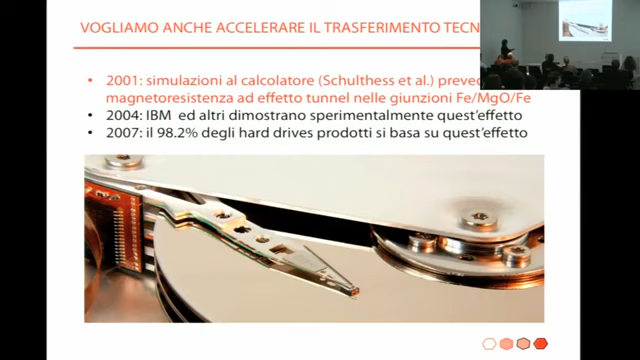 VOGLIAMO ANCHE ACCELERARE IL TRASFERIMENTO TECN
• 2001: simulazioni al calcolatore (Schulthess et al.)
magnetoresistenza ad effetto tunnel nelle giunzioni Fe/MgO/Fe
• 2004: IBM ed altri dimostrano sperimentalmente quest'effetto
• 2007: il 98.2% degli hard drives prodotti si basa su quest'effetto